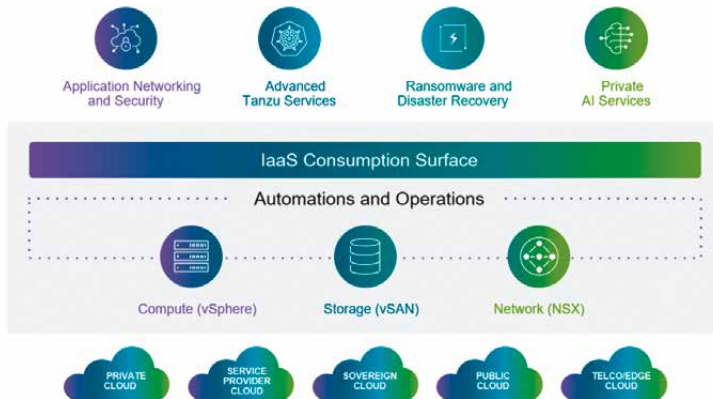 Application Networking
and Security
Advanced
Tanzu Services
Ransomware and
Disaster Recovery
Private
AI Services
IaaS Consumption Surface
Automations and Operations
Compute (vSphere)
Storage (vSAN)
Network (NSX)
PRIVATE
CLOUD
SERVICE
PROVIDER
CLOUD
SOVEREIGN
CLOUD
PUBLIC
CLOUD
TELCO/EDGE
CLOUD